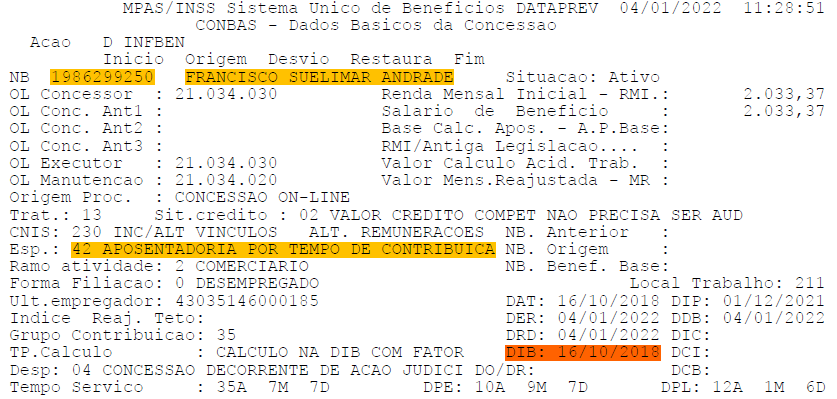 MPAS/INSS Sistema Unico de Beneficios DATAPREV 04/01/2022 11:28:51
CONBAS - Dados Basicos da Concessao
Acao D INFBEN
Inicio Origem Desvio Restaura Fim
NB 1986299250 FRANCISCO SUELIMAR ANDRADE Situacao: Ativo
OL Concessor : 21.034.030 Renda Mensal Inicial - RMI.: 2.033,37
OL Conc. Ant1 : Salario de Beneficio : 2.033,37
OL Conc. Ant2 : Base Calc. Apos. - A.P.Base:
OL Conc. Ant3 : RMI/Antiga Legislacao.... :
OL Executor : 21.034.030 Valor Calculo Acid. Trab. :
OL Manutencao : 21.034.020 Valor Mens.Reajustada - MR :
Origem Proc. : CONCESSAO ON-LINE
Trat.: 13 Sit.credito : 02 VALOR CREDITO COMPET NAO PRECISA SER AUD
CNIS: 230 INC/ALT VINCULOS ALT. REMUNERACOES NB. Anterior :
Esp.: 42 APOSENTADORIA POR TEMPO DE CONTRIBUICA NB. Origem :
Ramo atividade: 2 COMERCIARIO NB. Benef. Base:
Forma Filiacao: 0 DESEMPREGADO Local Trabalho: 211
Ult.empregador: 43035146000185 DAT: 16/10/2018 DIP: 01/12/2021
Indice Reaj. Teto: DER: 04/01/2022 DDB: 04/01/2022
Grupo Contribuicao: 35 DRD: 04/01/2022 DIC:
TP.Calculo : CALCULO NA DIB COM FATOR DIB: 16/10/2018 DCI:
Desp: 04 CONCESSAO DECORRENTE DE ACAO JUDICI DO/DR: DCB:
Tempo Servico : 35A 7M 7D DPE: 10A 9M 7D DPL: 12A 1M 6D